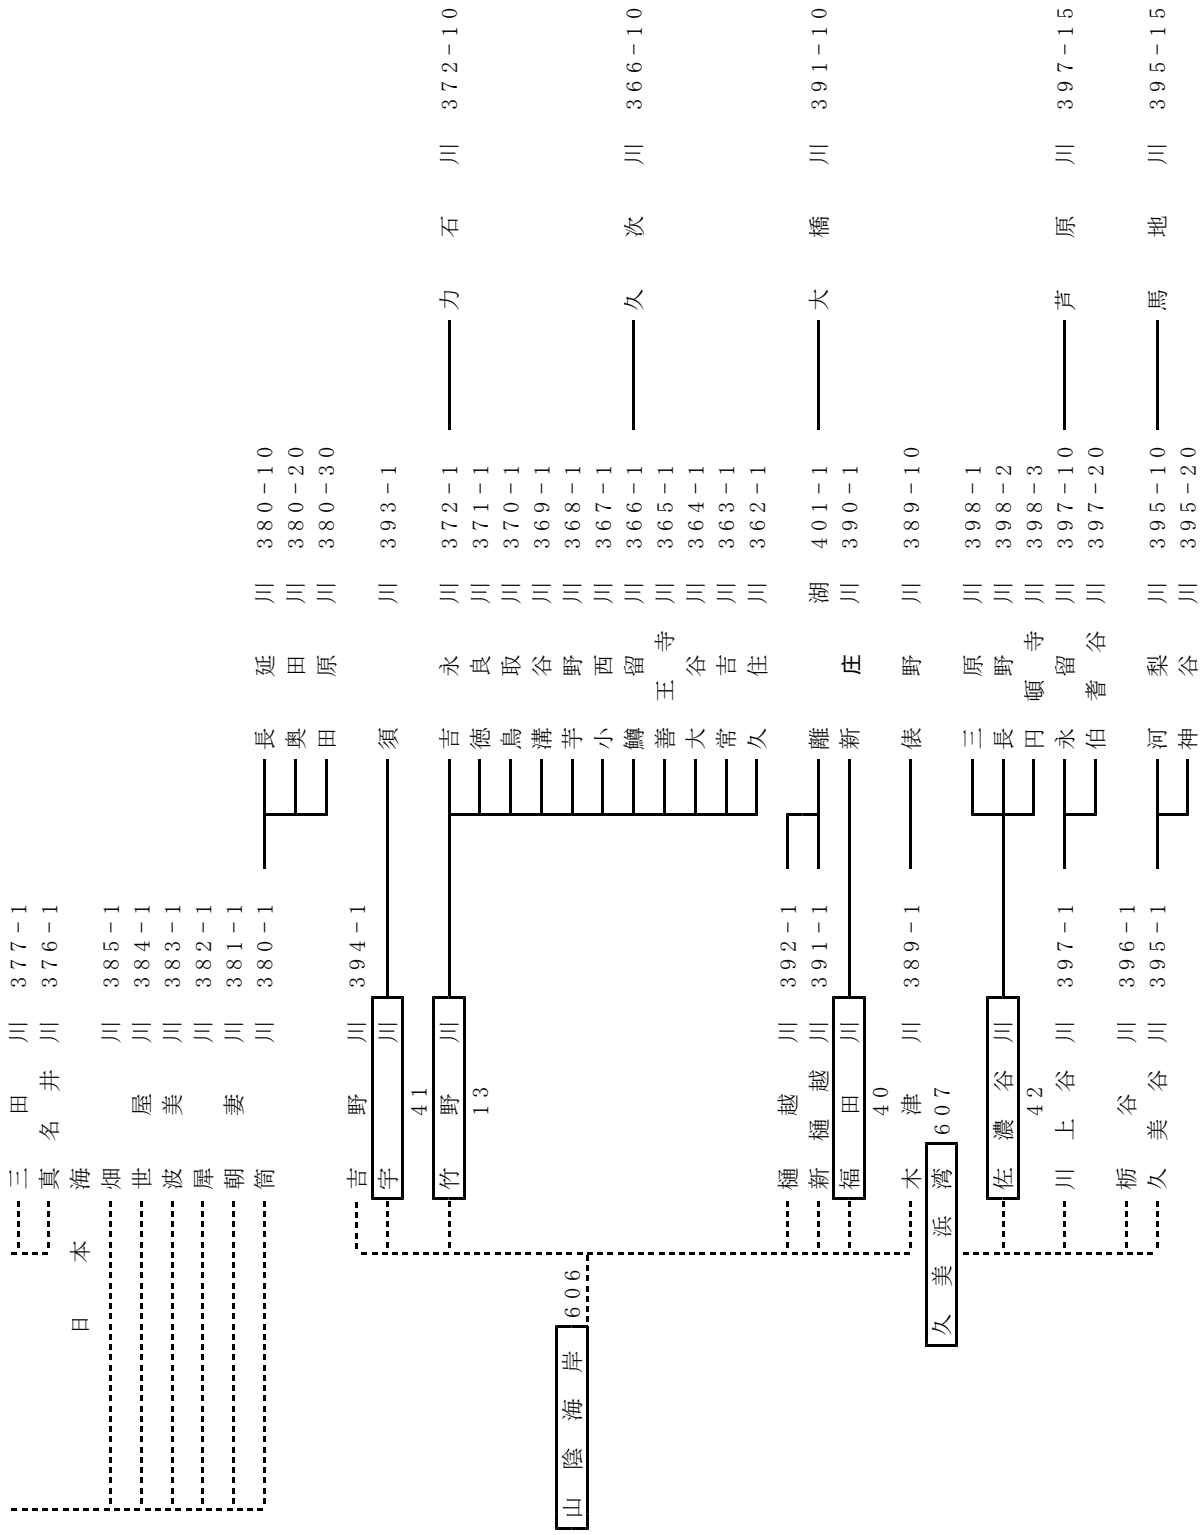 三田川 377-1
真名井川 376-1
日本海
畑川 385-1
世屋川 384-1
波美川 383-1
犀川 382-1
朝妻川 381-1
筒川 380-1 長延川 380-10
奥田川 380-20
田原川 380-30
吉野川 394-1
宇川 須川 393-1
41
竹野川 吉永川 372-1 力石川 372-10
13 徳良川 371-1
鳥取川 370-1
溝谷川 369-1
山陰海岸 606 芋野川 368-1
小西川 367-1
鱒留川 366-1 久次川 366-10
善王寺川 365-1
大谷川 364-1
常吉川 363-1
久住川 362-1
樋越川 392-1
新樋越川 391-1 離湖 401-1 大橋川 391-10
福田川 新庄川 390-1
40
木津川 389-1 俵野川 389-10
久美浜湾 607
三原川 398-1
佐濃谷川 長野川 398-2
42 円頓寺川 398-3
川上谷川 397-1 永留川 397-10 芦原川 397-15
伯耆谷川 397-20
栃谷川 396-1
久美谷川 395-1 河梨川 395-10 馬地川 395-15
神谷川 395-20